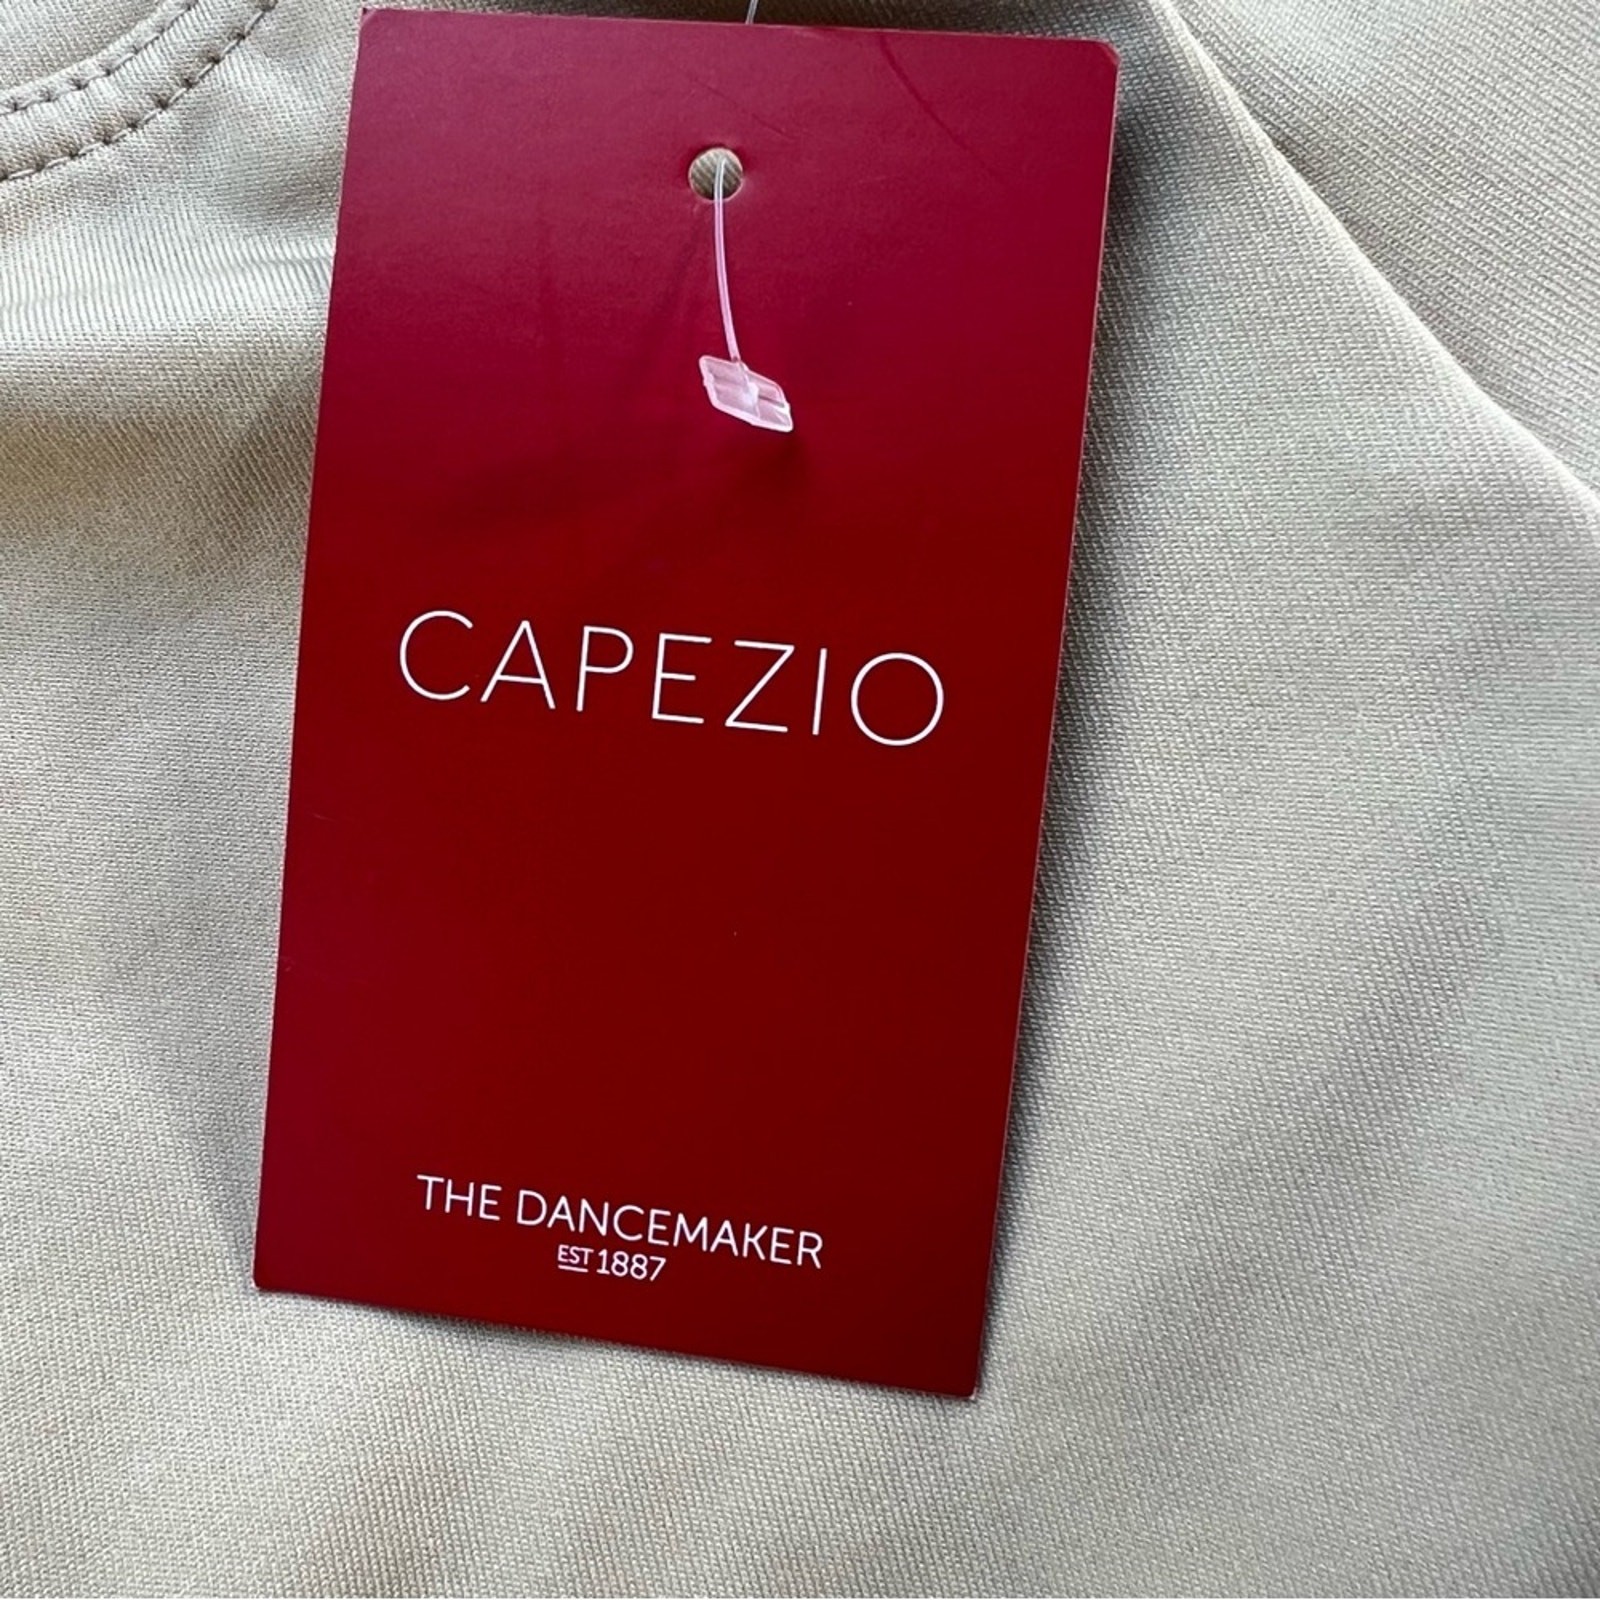 CAPEZIO
THE DANCEMAKER
EST 1887